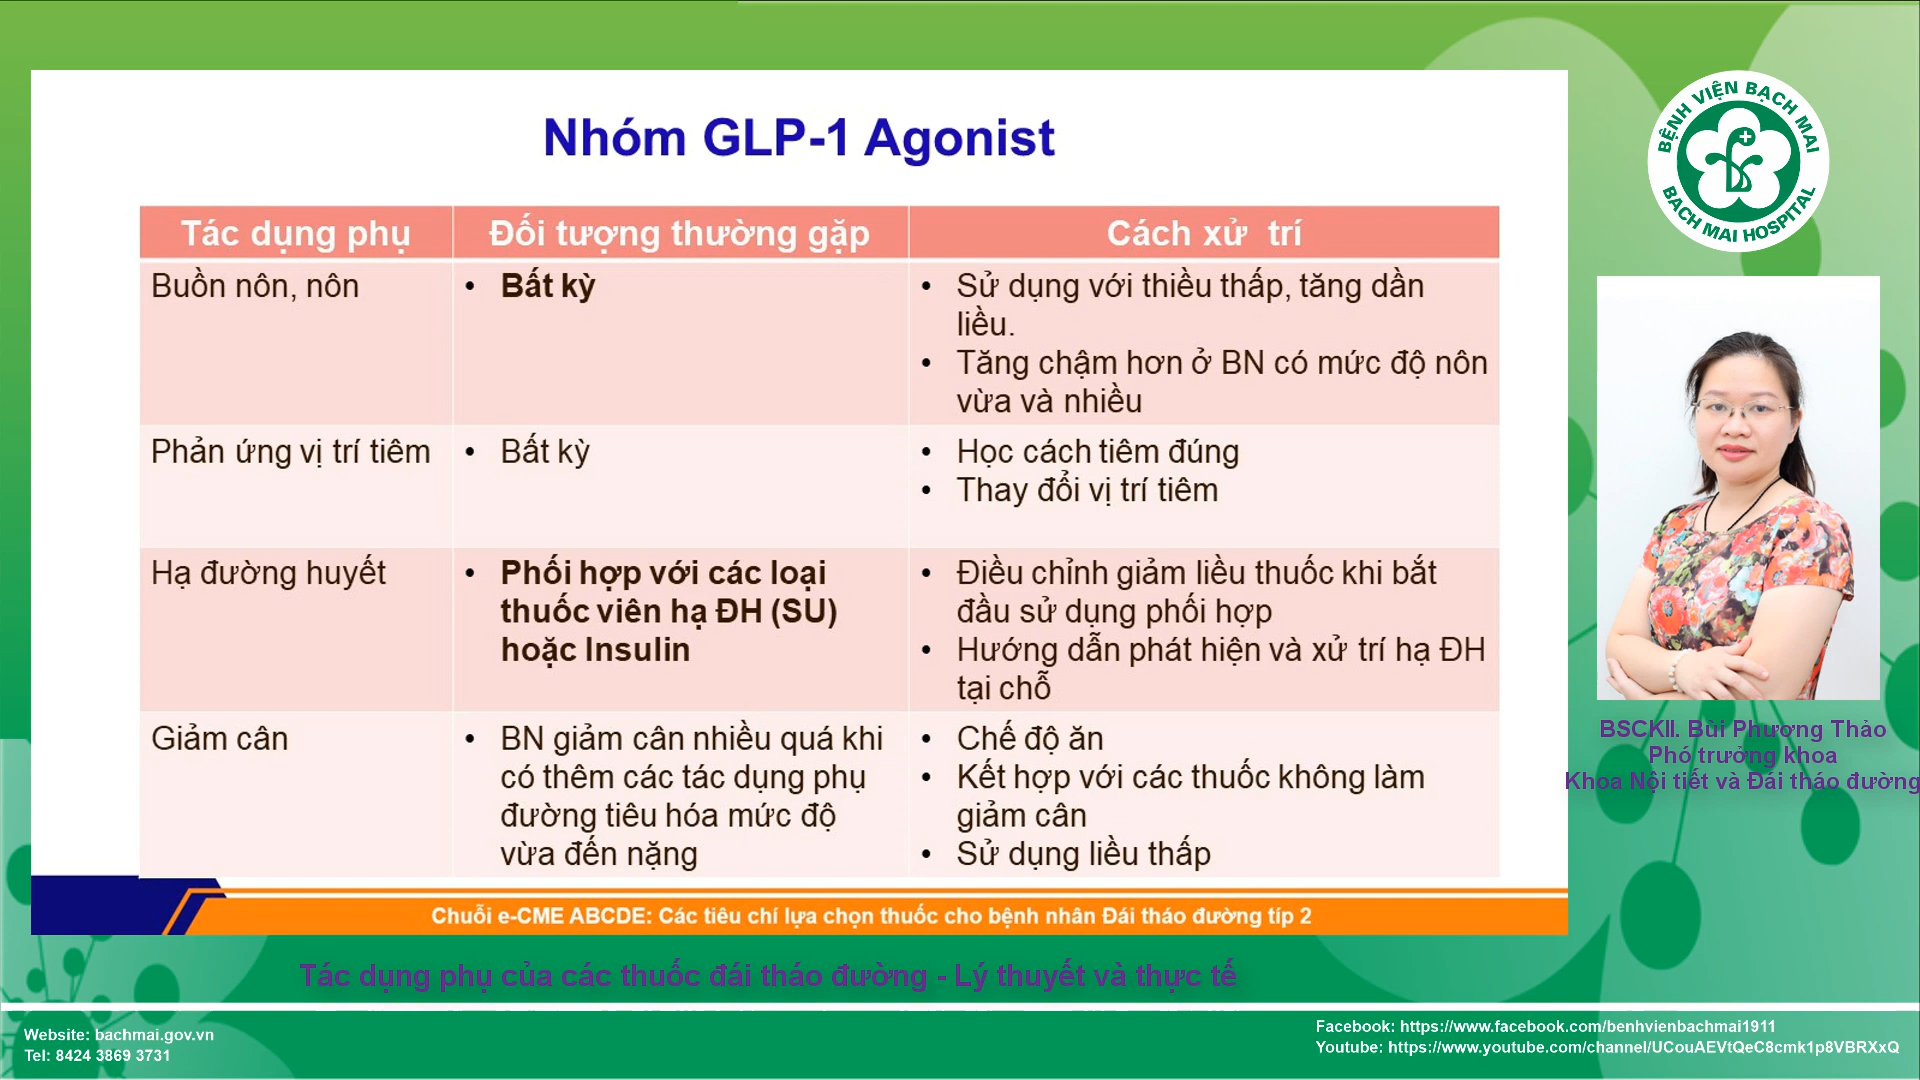 Nhóm GLP-1 Agonist
Tác dụng phụ
Đối tượng thường gặp
Cách xử trí
Buồn nôn, nôn
• Bất kỳ
• Sử dụng với thiều thấp, tăng dần
liều.
• Tăng chậm hơn ở BN có mức độ nôn
vừa và nhiều
Phản ứng vị trí tiêm
• Bất kỳ
• Học cách tiêm đúng
• Thay đổi vị trí tiêm
Hạ đường huyết
• Phối hợp với các loại
thuốc viên hạ ĐH (SU)
hoặc Insulin
• Điều chỉnh giảm liều thuốc khi bắt
đầu sử dụng phối hợp
• Hướng dẫn phát hiện và xử trí hạ ĐH
tại chỗ
Giảm cân
• BN giảm cân nhiều quá khi
có thêm các tác dụng phụ
đường tiêu hóa mức độ
vừa đến nặng
• Chế độ ăn
• Kết hợp với các thuốc không làm
giảm cân
• Sử dụng liều thấp
Chuỗi e-CME ABCDE: Các tiêu chí lựa chọn thuốc cho bệnh nhân Đái tháo đường típ 2
BỆNH VIỆN BẠCH MAI
BACH MAI HOSPITAL
BSCKII. Bùi Phương Thảo
Phó trưởng khoa
Khoa Nội tiết và Đái tháo đường
Tác dụng phụ của các thuốc đái tháo đường - Lý thuyết và thực tế
Website: bachmai.gov.vn
Tel: 8424 3869 3731
Facebook: https://www.facebook.com/benhvienbachmai1911
Youtube: https://www.youtube.com/channel/UCouAEVtQeC8cmk1p8VBRXxQ